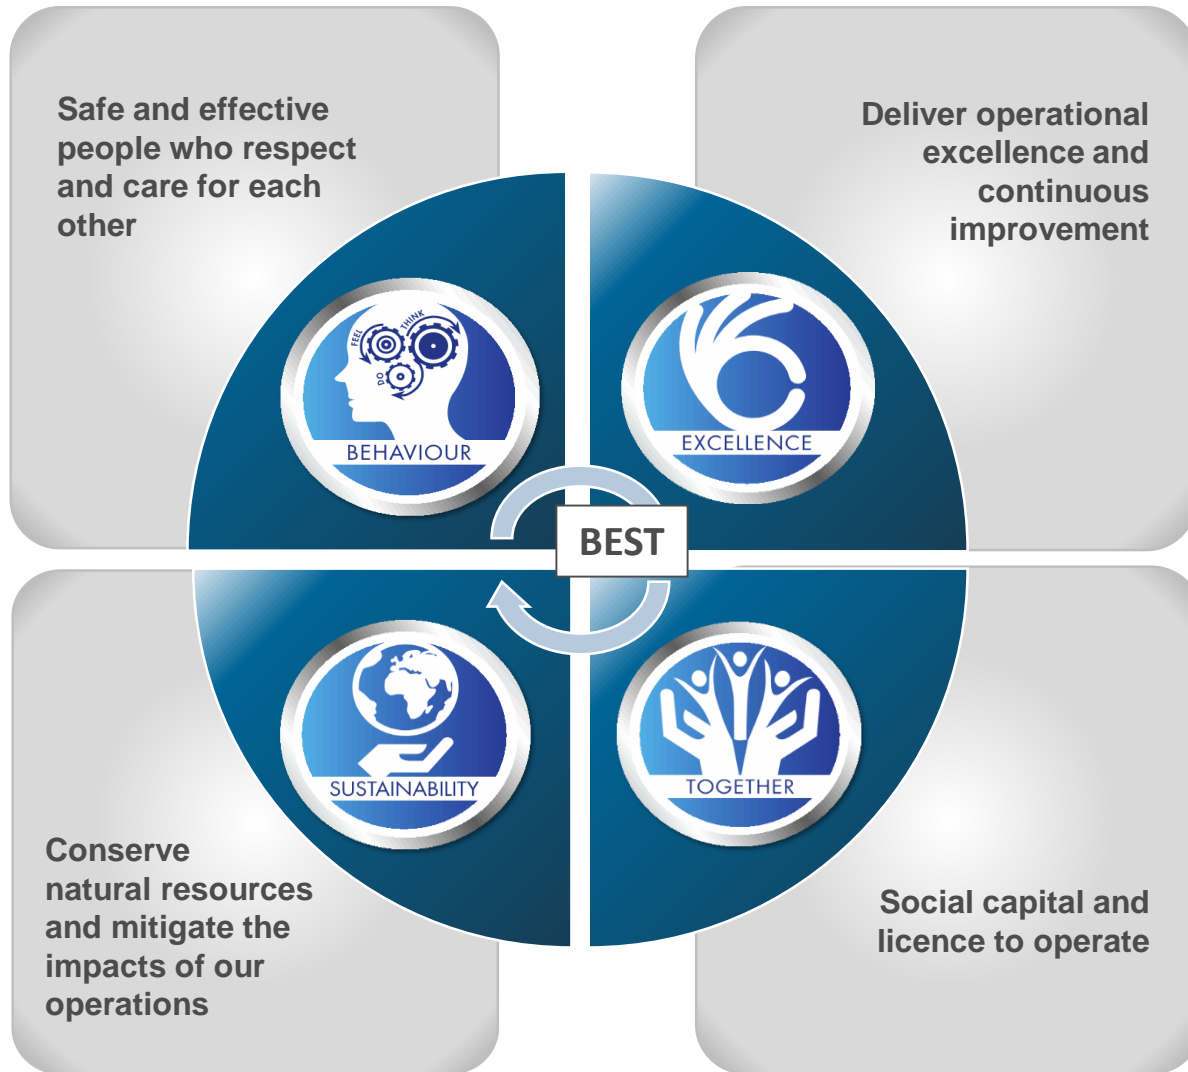 Safe and effective
people who respect
and care for each
other
Deliver operational
excellence and
continuous
improvement
FEEL
THINK
DO
BEHAVIOUR
EXCELLENCE
BEST
SUSTAINABILITY
TOGETHER
Conserve
natural resources
and mitigate the
impacts of our
operations
Social capital and
licence to operate